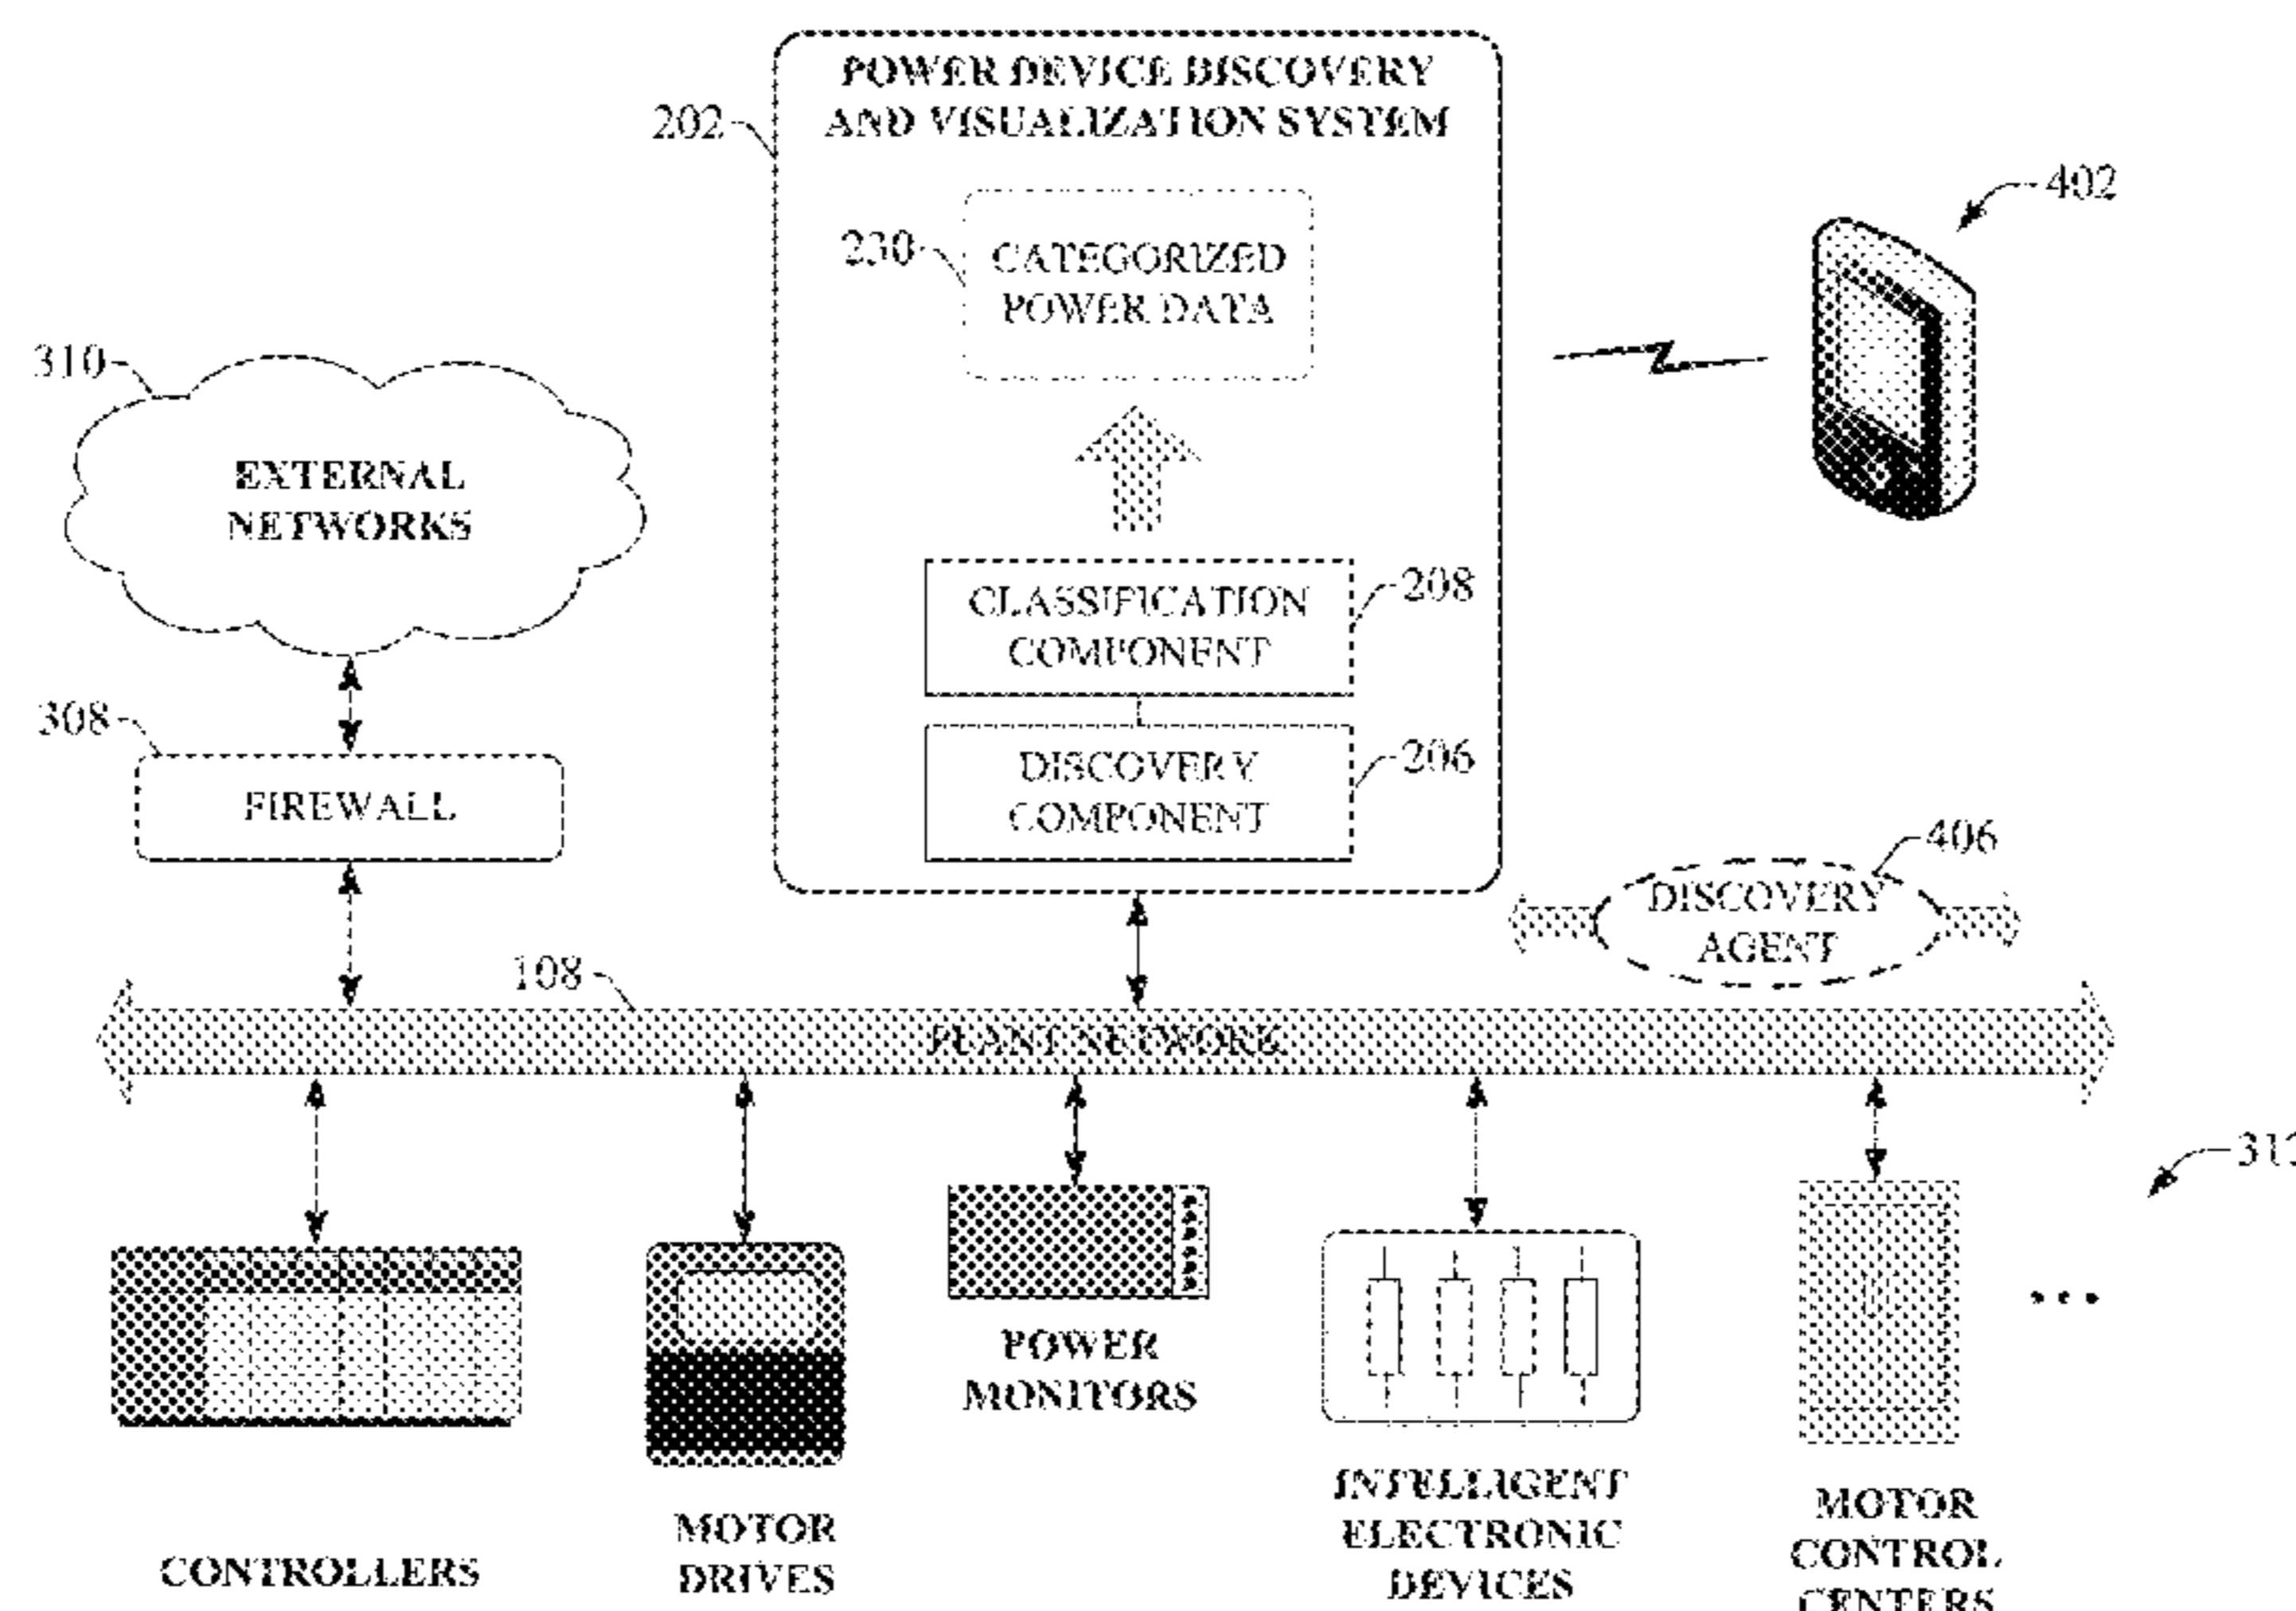 POWER DEVICE DISCOVERY
AND VISUALIZATION SYSTEM
202
402
230
CATEGORIZED
POWER DATA
310
EXTERNAL
NETWORKS
CLASSIFICATION
COMPONENT
208
308
FIREWALL
DISCOVERY
COMPONENT
206
406
DISCOVERY
AGENT
108
PLANT NETWORK
POWER
MONITORS
INTELLIGENT
ELECTRONIC
DEVICES
MOTOR
CONTROL
CENTERS
MOTOR
DRIVES
CONTROLLERS